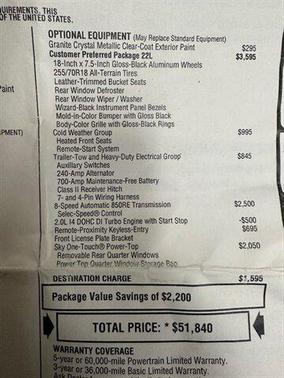 UIREMENTS. THIS
OF THE UNITED STATES.
OPTIONAL EQUIPMENT (May Replace Standard Equipment)
Granite Crystal Metallic Clear-Coat Exterior Paint $295
Customer Preferred Package 22L $3,595
18-Inch x 7.5-Inch Gloss-Black Aluminum Wheels
255/70R18 All-Terrain Tires
Leather-Trimmed Bucket Seats
Paint Rear Window Defroster
Rear Window Wiper / Washer
Wizard-Black Instrument Panel Bezels
Mold-in-Color Bumper with Gloss Black
Body-Color Grille with Gloss-Black Rings
PMENT) Cold Weather Group $995
Heated Front Seats
Remote-Start System
Trailer-Tow and Heavy-Duty Electrical Group $845
Auxiliary Switches
240-Amp Alternator
700-Amp Maintenance-Free Battery
Class II Receiver Hitch
7- and 4-Pin Wiring Harness
8-Speed Automatic 850RE Transmission $2,500
Selec-Speed® Control
2.0L I4 DOHC DI Turbo Engine with Start Stop -$500
Remote-Proximity Keyless-Entry $695
Front License Plate Bracket
Sky One-Touch® Power-Top $2,050
Removable Rear Quarter Windows
Power Top Quarter Window Storage Bag
DESTINATION CHARGE $1,595
Package Value Savings of $2,200
TOTAL PRICE: * $51,840
WARRANTY COVERAGE
5-year or 60,000-mile Powertrain Limited Warranty.
3-year or 36,000-mile Basic Limited Warranty.